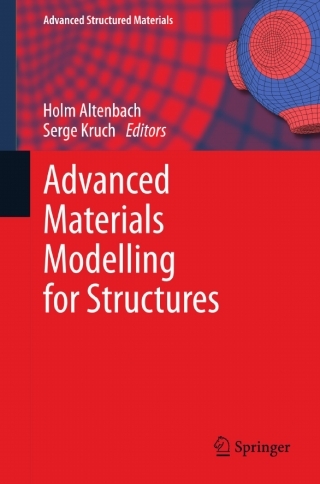 Advanced Structured Materials
Holm Altenbach
Serge Kruch Editors
Advanced
Materials
Modelling
for Structures
Springer